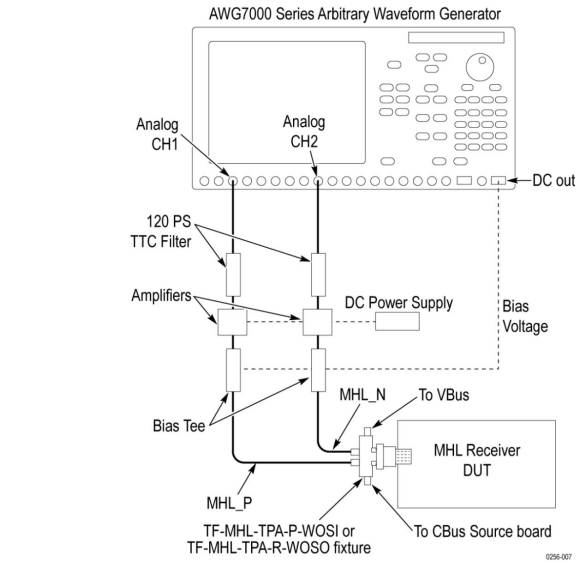 AWG7000 Series Arbitrary Waveform Generator
Analog
CH1
Analog
CH2
DC out
120 PS
TTC Filter
Amplifiers
DC Power Supply
Bias
Voltage
Bias Tee
MHL_N
To VBus
MHL Receiver
DUT
MHL_P
TF-MHL-TPA-P-WOSI or
TF-MHL-TPA-R-WOSO fixture
To CBus Source board
0256-007